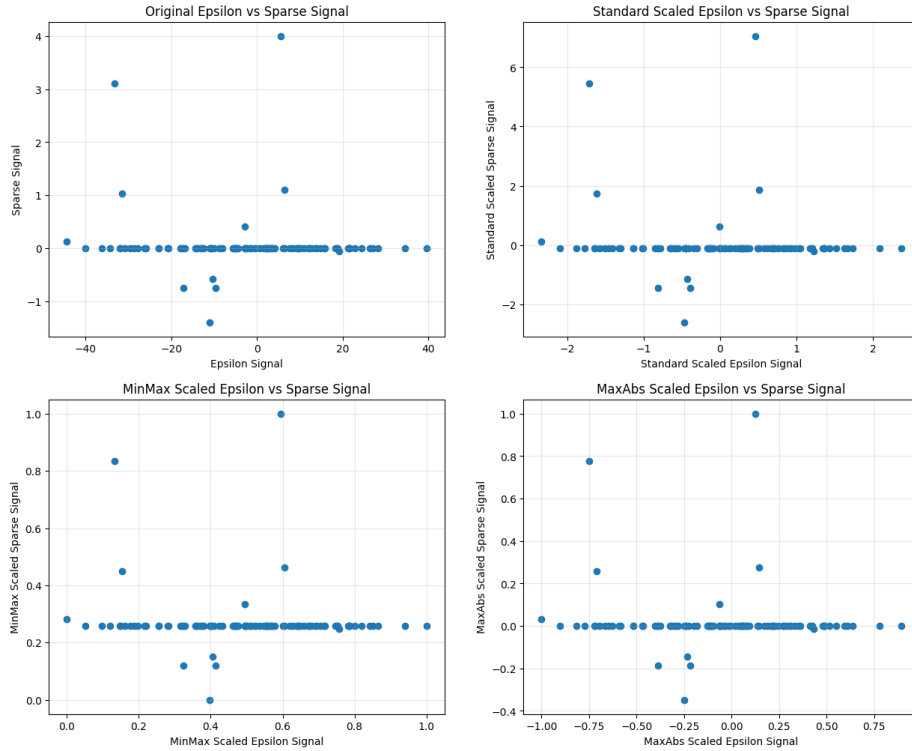 Original Epsilon vs Sparse Signal
Sparse Signal
4
3
2
1
0
−1
−40 −20 0 20 40
Epsilon Signal
Standard Scaled Epsilon vs Sparse Signal
Standard Scaled Sparse Signal
6
4
2
0
−2
−2 −1 0 1 2
Standard Scaled Epsilon Signal
MinMax Scaled Epsilon vs Sparse Signal
MinMax Scaled Sparse Signal
1.0
0.8
0.6
0.4
0.2
0.0
0.0 0.2 0.4 0.6 0.8 1.0
MinMax Scaled Epsilon Signal
MaxAbs Scaled Epsilon vs Sparse Signal
MaxAbs Scaled Sparse Signal
1.0
0.8
0.6
0.4
0.2
0.0
−0.2
−0.4
−1.00 −0.75 −0.50 −0.25 0.00 0.25 0.50 0.75
MaxAbs Scaled Epsilon Signal